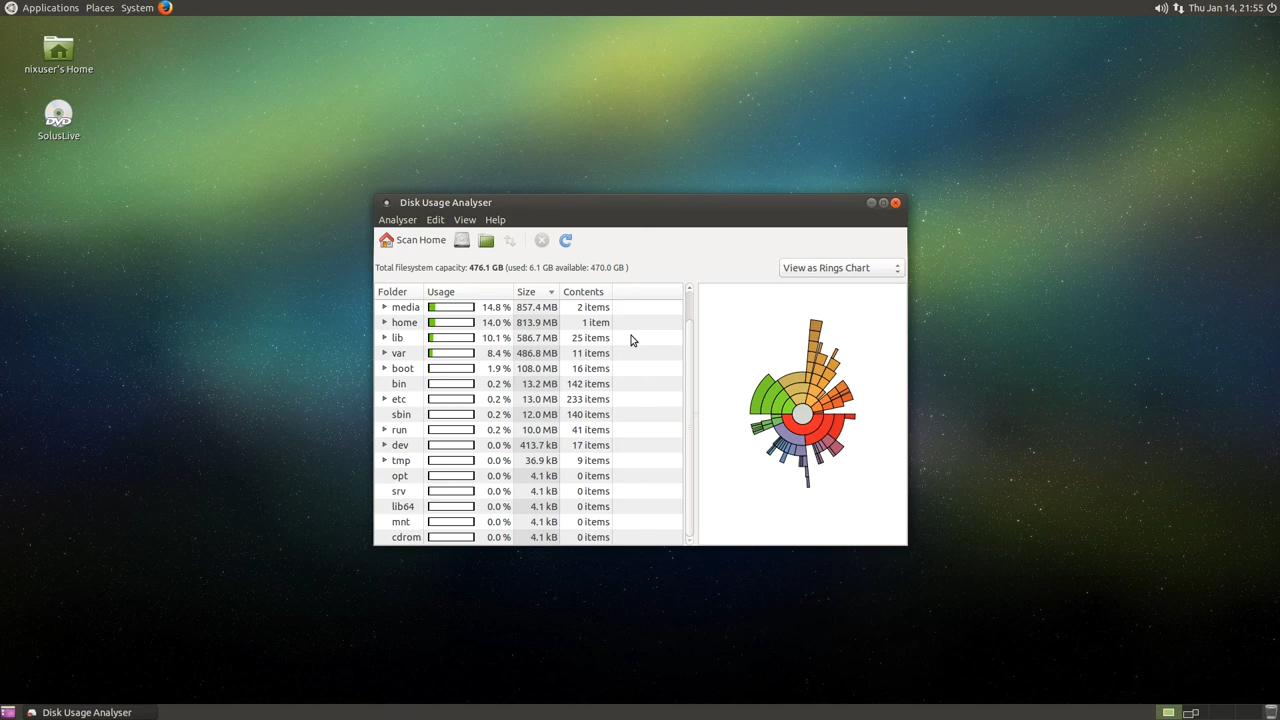 Applications Places System Thu Jan 14, 21:55
nixuser's Home
DVD
SolusLive
Disk Usage Analyser
Analyser Edit View Help
Scan Home
Total filesystem capacity: 476.1 GB (used: 6.1 GB available: 470.0 GB )
View as Rings Chart
Folder Usage Size Contents
media 14.8 % 857.4 MB 2 items
home 14.0 % 813.9 MB 1 item
lib 10.1 % 586.7 MB 25 items
var 8.4 % 486.8 MB 11 items
boot 1.9 % 108.0 MB 16 items
bin 0.2 % 13.2 MB 142 items
etc 0.2 % 13.0 MB 233 items
sbin 0.2 % 12.0 MB 140 items
run 0.2 % 10.0 MB 41 items
dev 0.0 % 413.7 kB 17 items
tmp 0.0 % 36.9 kB 9 items
opt 0.0 % 4.1 kB 0 items
srv 0.0 % 4.1 kB 0 items
lib64 0.0 % 4.1 kB 0 items
mnt 0.0 % 4.1 kB 0 items
cdrom 0.0 % 4.1 kB 0 items
Disk Usage Analyser